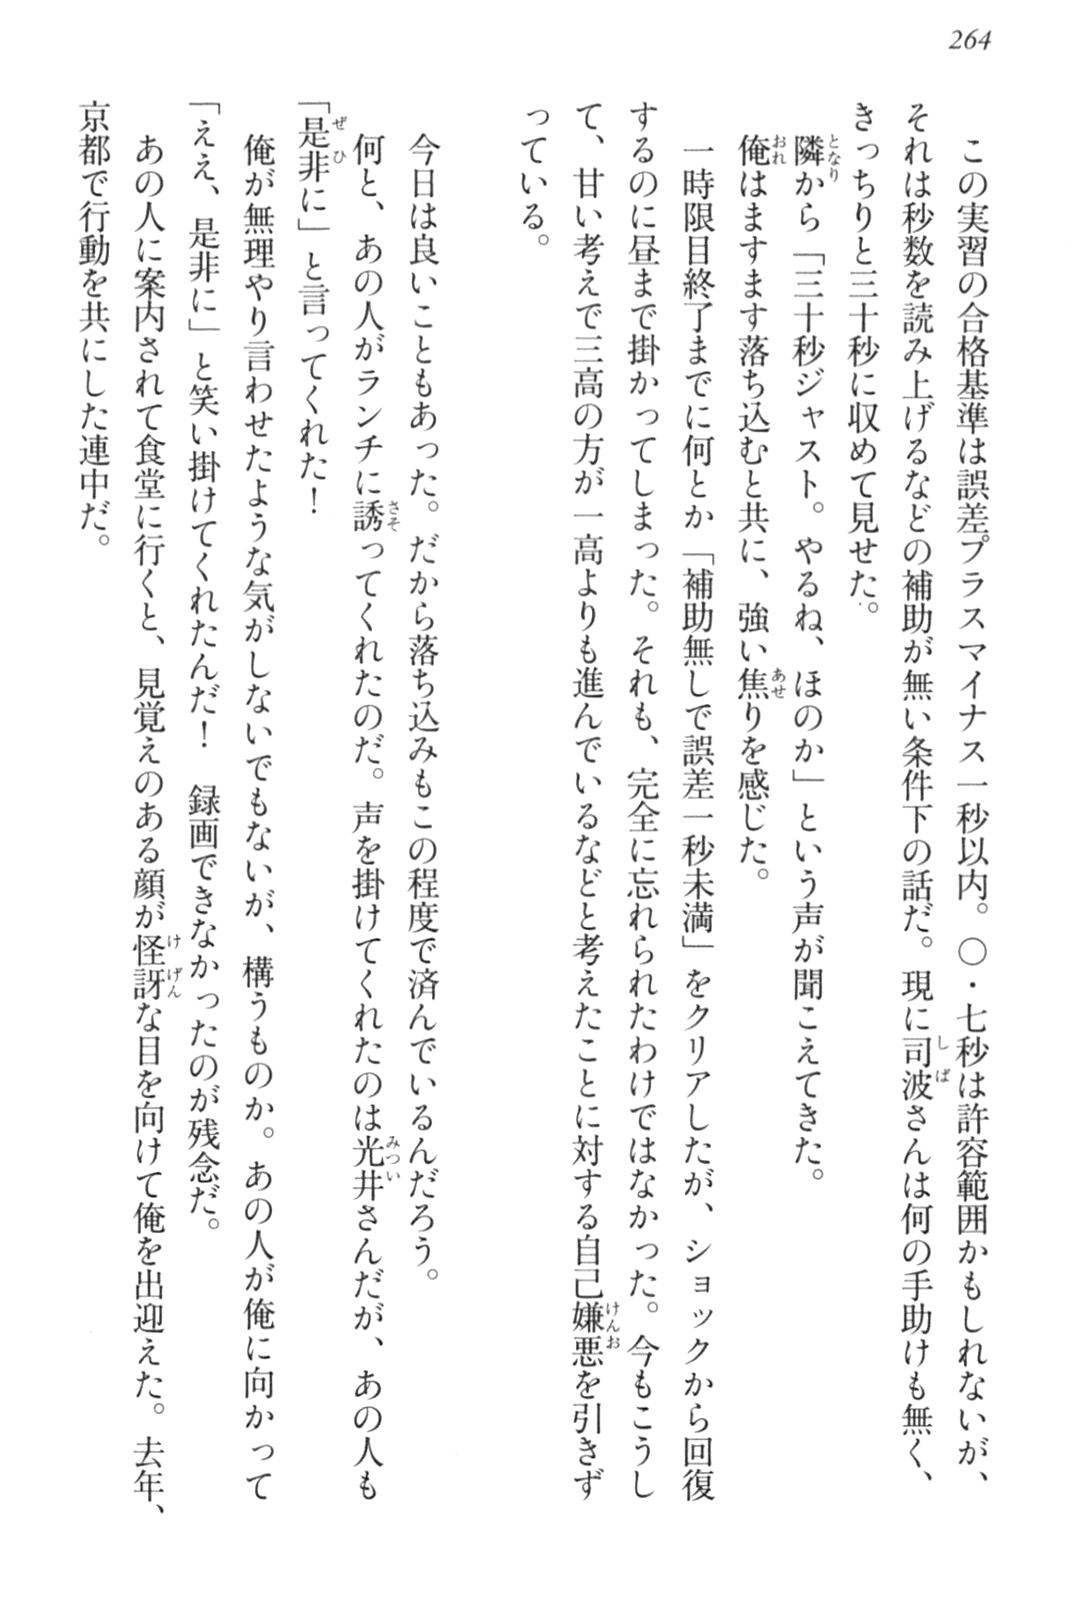 264
この実習の合格基準は誤差プラスマイナス一秒以内。〇・七秒は許容範囲かもしれないが、
それは秒数を読み上げるなどの補助が無い条件下の話だ。現に司波さんは何の手助けも無く、
きっちりと三十秒に収めて見せた。
隣から「三十秒ジャスト。やるね、ほのか」という声が聞こえてきた。
俺はますます落ち込むと共に、強い焦りを感じた。
一時限目終了までに何とか「補助無しで誤差一秒未満」をクリアしたが、ショックから回復
するのに昼まで掛かってしまった。それも、完全に忘れられたわけではなかった。今もこうし
て、甘い考えで三高の方が一高よりも進んでいるなどと考えたことに対する自己嫌悪を引きず
っている。
今日は良いこともあった。だから落ち込みもこの程度で済んでいるんだろう。
何と、あの人がランチに誘ってくれたのだ。声を掛けてくれたのは光井さんだが、あの人も
「是非に」と言ってくれた！
俺が無理やり言わせたような気がしないでもないが、構うものか。あの人が俺に向かって
「ええ、是非に」と笑い掛けてくれたんだ！　録画できなかったのが残念だ。
あの人に案内されて食堂に行くと、見覚えのある顔が怪訝な目を向けて俺を出迎えた。去年、
京都で行動を共にした連中だ。